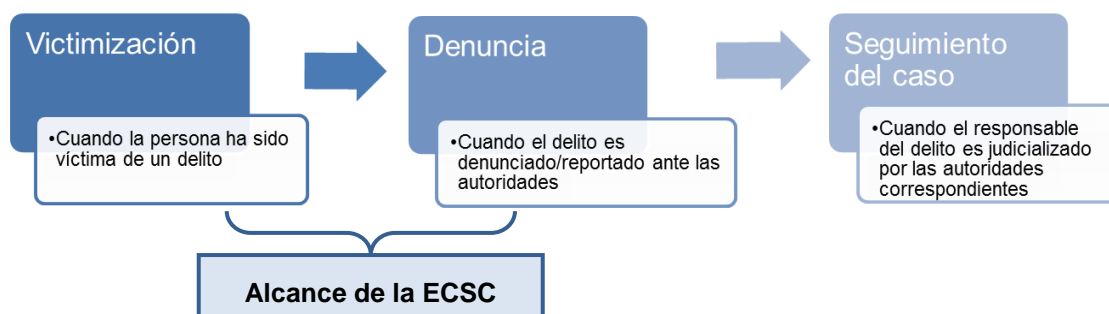 Victimización
•Cuando la persona ha sido
víctima de un delito
Denuncia
•Cuando el delito es
denunciado/reportado ante las
autoridades
Seguimiento
del caso
•Cuando el responsable
del delito es judicializado
por las autoridades
correspondientes
Alcance de la ECSC